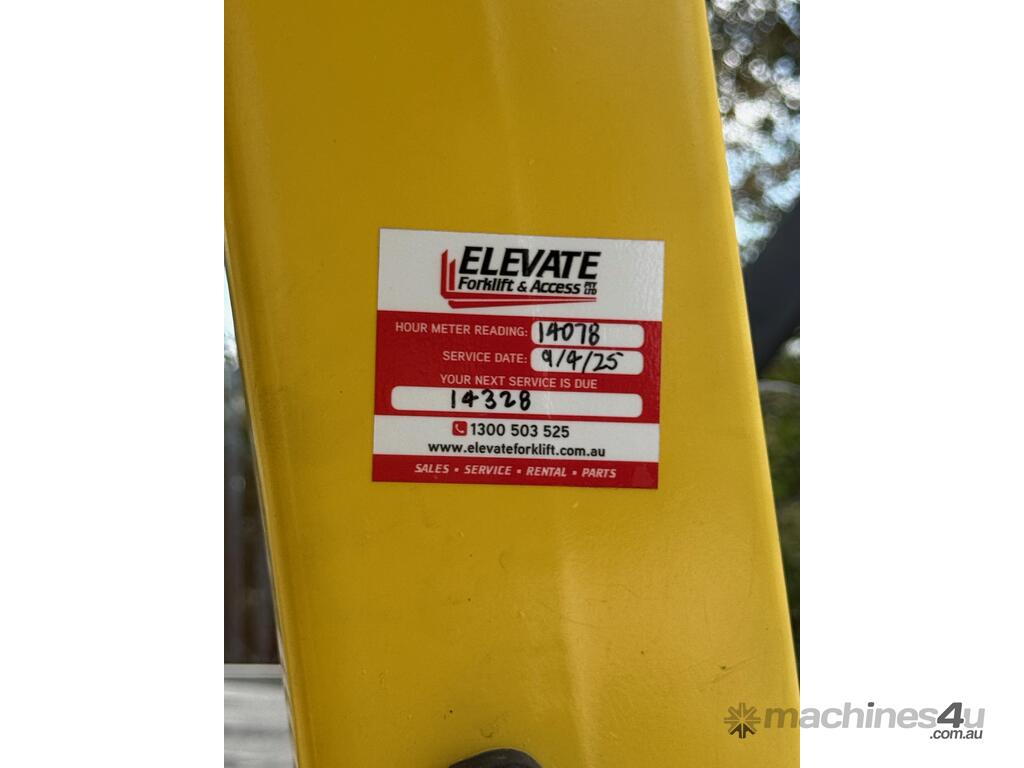 ELEVATE
Forklift & Access PTY LTD
HOUR METER READING: 14078
SERVICE DATE: 9/4/25
YOUR NEXT SERVICE IS DUE
14328
1300 503 525
www.elevateforklift.com.au
SALES • SERVICE • RENTAL • PARTS
machines4u
.com.au